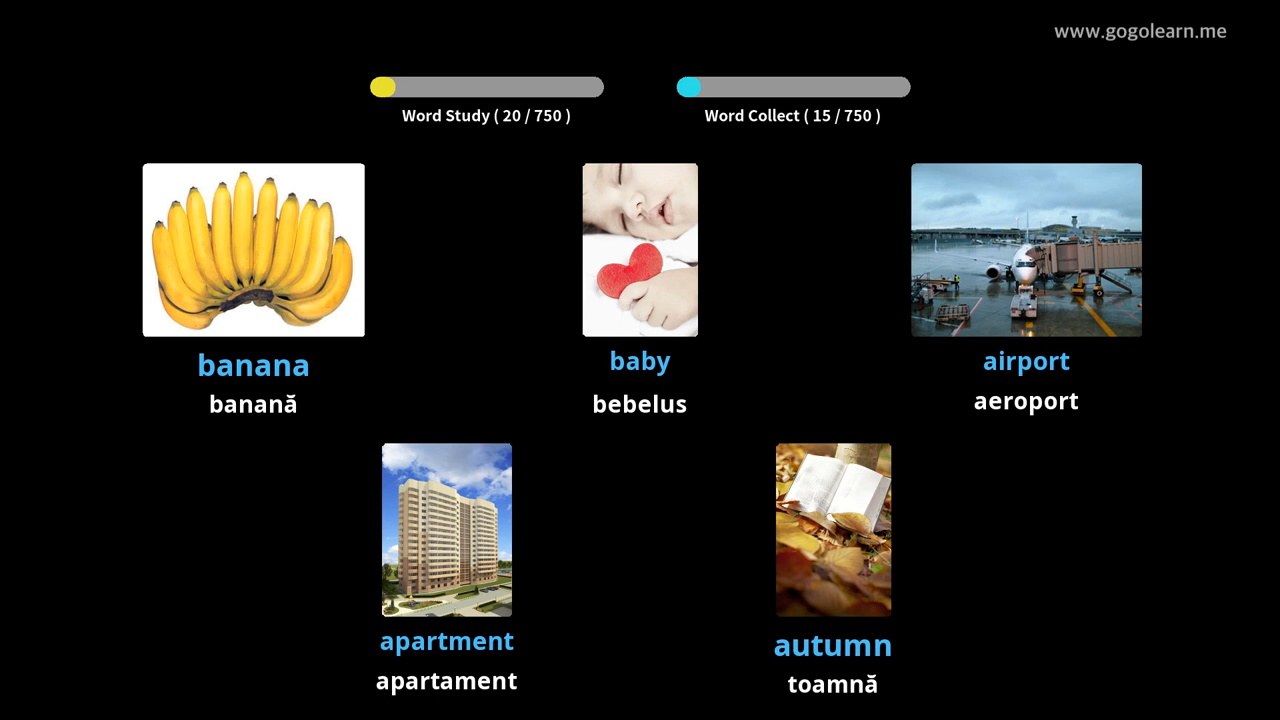 www.gogolearn.me
Word Study ( 20 / 750 )
Word Collect ( 15 / 750 )
banana
banană
baby
bebelus
airport
aeroport
apartment
apartament
autumn
toamnă